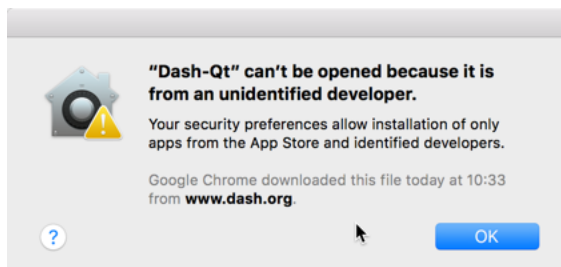 “Dash-Qt” can’t be opened because it is
from an unidentified developer.
Your security preferences allow installation of only
apps from the App Store and identified developers.
Google Chrome downloaded this file today at 10:33
from www.dash.org.
?
OK